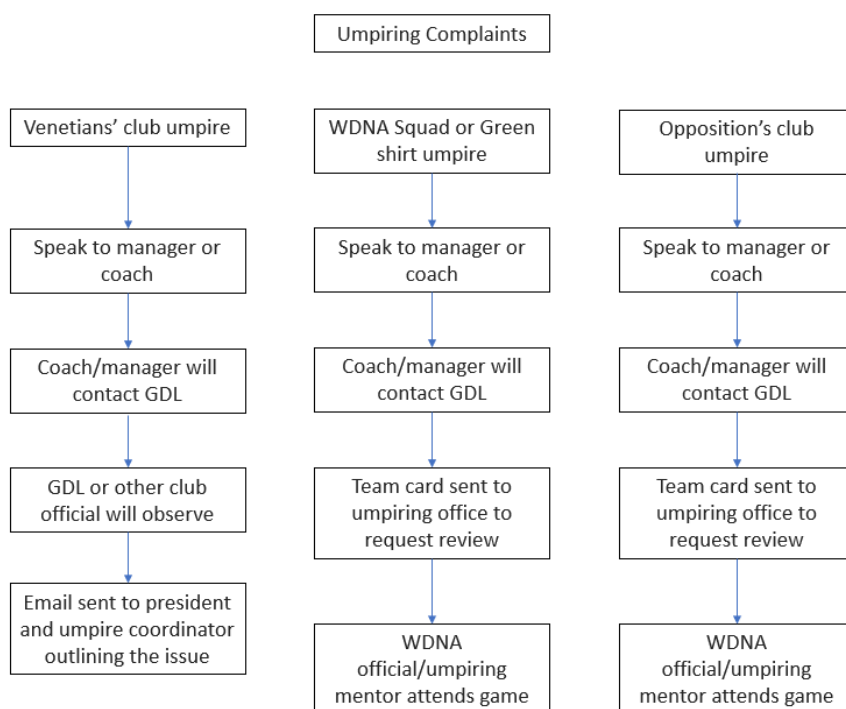 Umpiring Complaints
Venetians’ club umpire
Speak to manager or
coach
Coach/manager will
contact GDL
GDL or other club
official will observe
Email sent to president
and umpire coordinator
outlining the issue
WDNA Squad or Green
shirt umpire
Speak to manager or
coach
Coach/manager will
contact GDL
Team card sent to
umpiring office to
request review
WDNA
official/umpiring
mentor attends game
Opposition’s club
umpire
Speak to manager or
coach
Coach/manager will
contact GDL
Team card sent to
umpiring office to
request review
WDNA
official/umpiring
mentor attends game